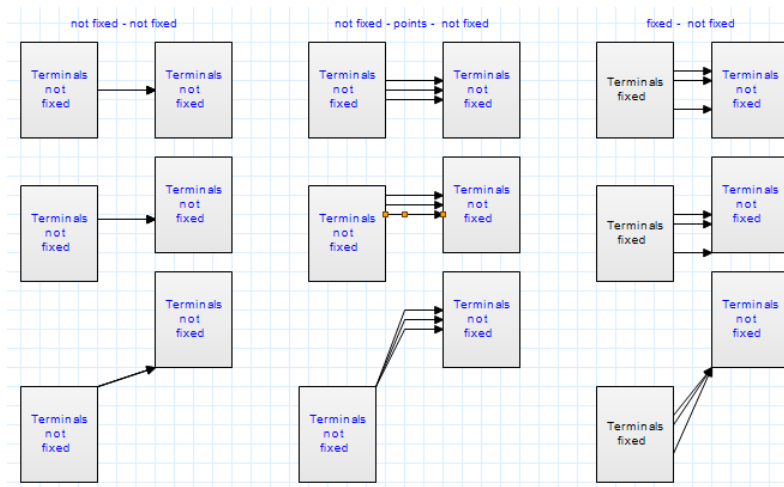 not fixed - not fixed
not fixed - points - not fixed
fixed - not fixed
Terminals
not
fixed
Terminals
not
fixed
Terminals
not
fixed
Terminals
not
fixed
Terminals
fixed
Terminals
not
fixed
Terminals
not
fixed
Terminals
not
fixed
Terminals
not
fixed
Terminals
not
fixed
Terminals
fixed
Terminals
not
fixed
Terminals
not
fixed
Terminals
not
fixed
Terminals
not
fixed
Terminals
not
fixed
Terminals
not
fixed
Terminals
fixed